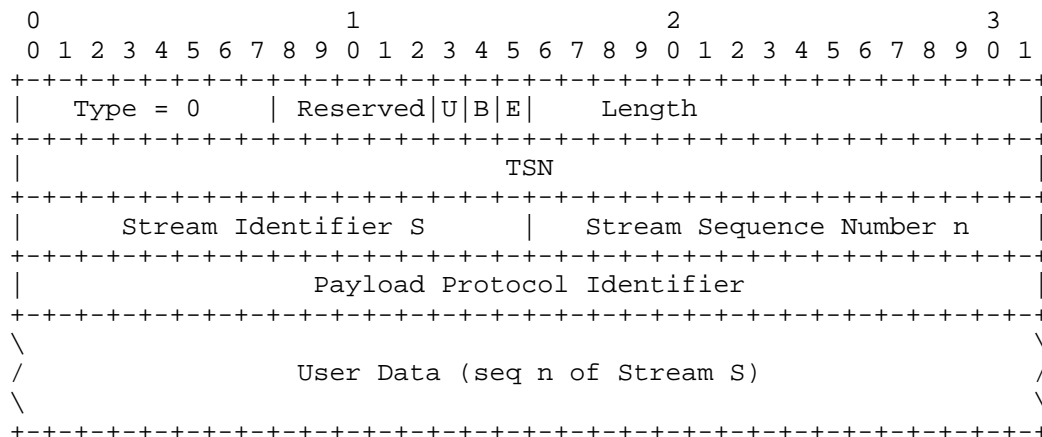 0                   1                   2                   3
 0 1 2 3 4 5 6 7 8 9 0 1 2 3 4 5 6 7 8 9 0 1 2 3 4 5 6 7 8 9 0 1
+-+-+-+-+-+-+-+-+-+-+-+-+-+-+-+-+-+-+-+-+-+-+-+-+-+-+-+-+-+-+-+-+
|   Type = 0    | Reserved|U|B|E|    Length                     |
+-+-+-+-+-+-+-+-+-+-+-+-+-+-+-+-+-+-+-+-+-+-+-+-+-+-+-+-+-+-+-+-+
|                              TSN                              |
+-+-+-+-+-+-+-+-+-+-+-+-+-+-+-+-+-+-+-+-+-+-+-+-+-+-+-+-+-+-+-+-+
|      Stream Identifier S      |   Stream Sequence Number n    |
+-+-+-+-+-+-+-+-+-+-+-+-+-+-+-+-+-+-+-+-+-+-+-+-+-+-+-+-+-+-+-+-+
|                  Payload Protocol Identifier                  |
+-+-+-+-+-+-+-+-+-+-+-+-+-+-+-+-+-+-+-+-+-+-+-+-+-+-+-+-+-+-+-+-+
\                                                               \
/                 User Data (seq n of Stream S)                 /
\                                                               \
+-+-+-+-+-+-+-+-+-+-+-+-+-+-+-+-+-+-+-+-+-+-+-+-+-+-+-+-+-+-+-+-+